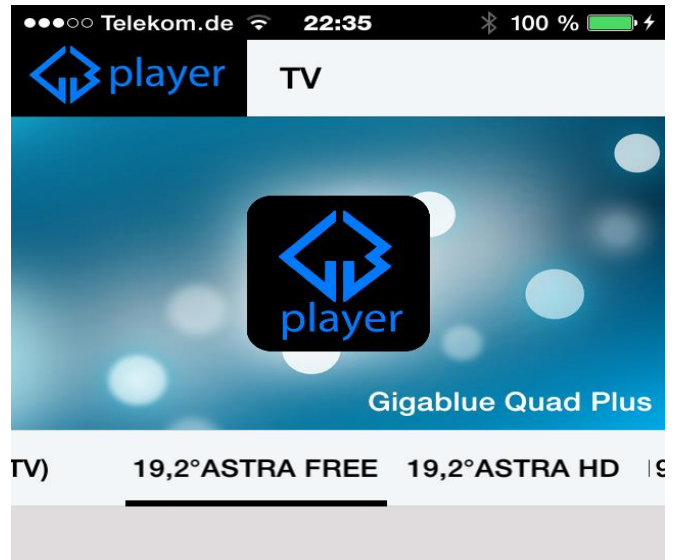 Telekom.de 22:35 100 %
player TV
player
Gigablue Quad Plus
TV) 19,2°ASTRA FREE 19,2°ASTRA HD